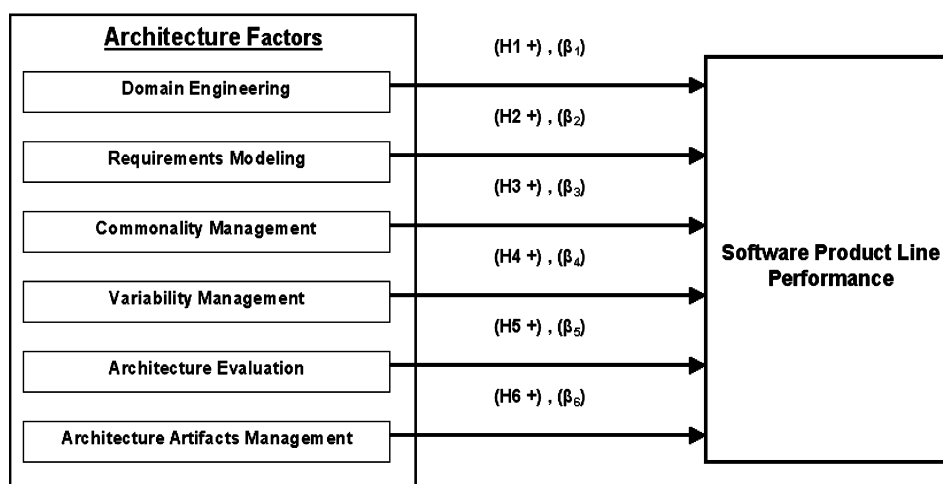 Architecture Factors
(H1 +) , (β₁)
Domain Engineering
(H2 +) , (β₂)
Requirements Modeling
(H3 +) , (β₃)
Commonality Management
(H4 +) , (β₄)
Variability Management
(H5 +) , (β₅)
Architecture Evaluation
(H6 +) , (β₆)
Architecture Artifacts Management
Software Product Line
Performance